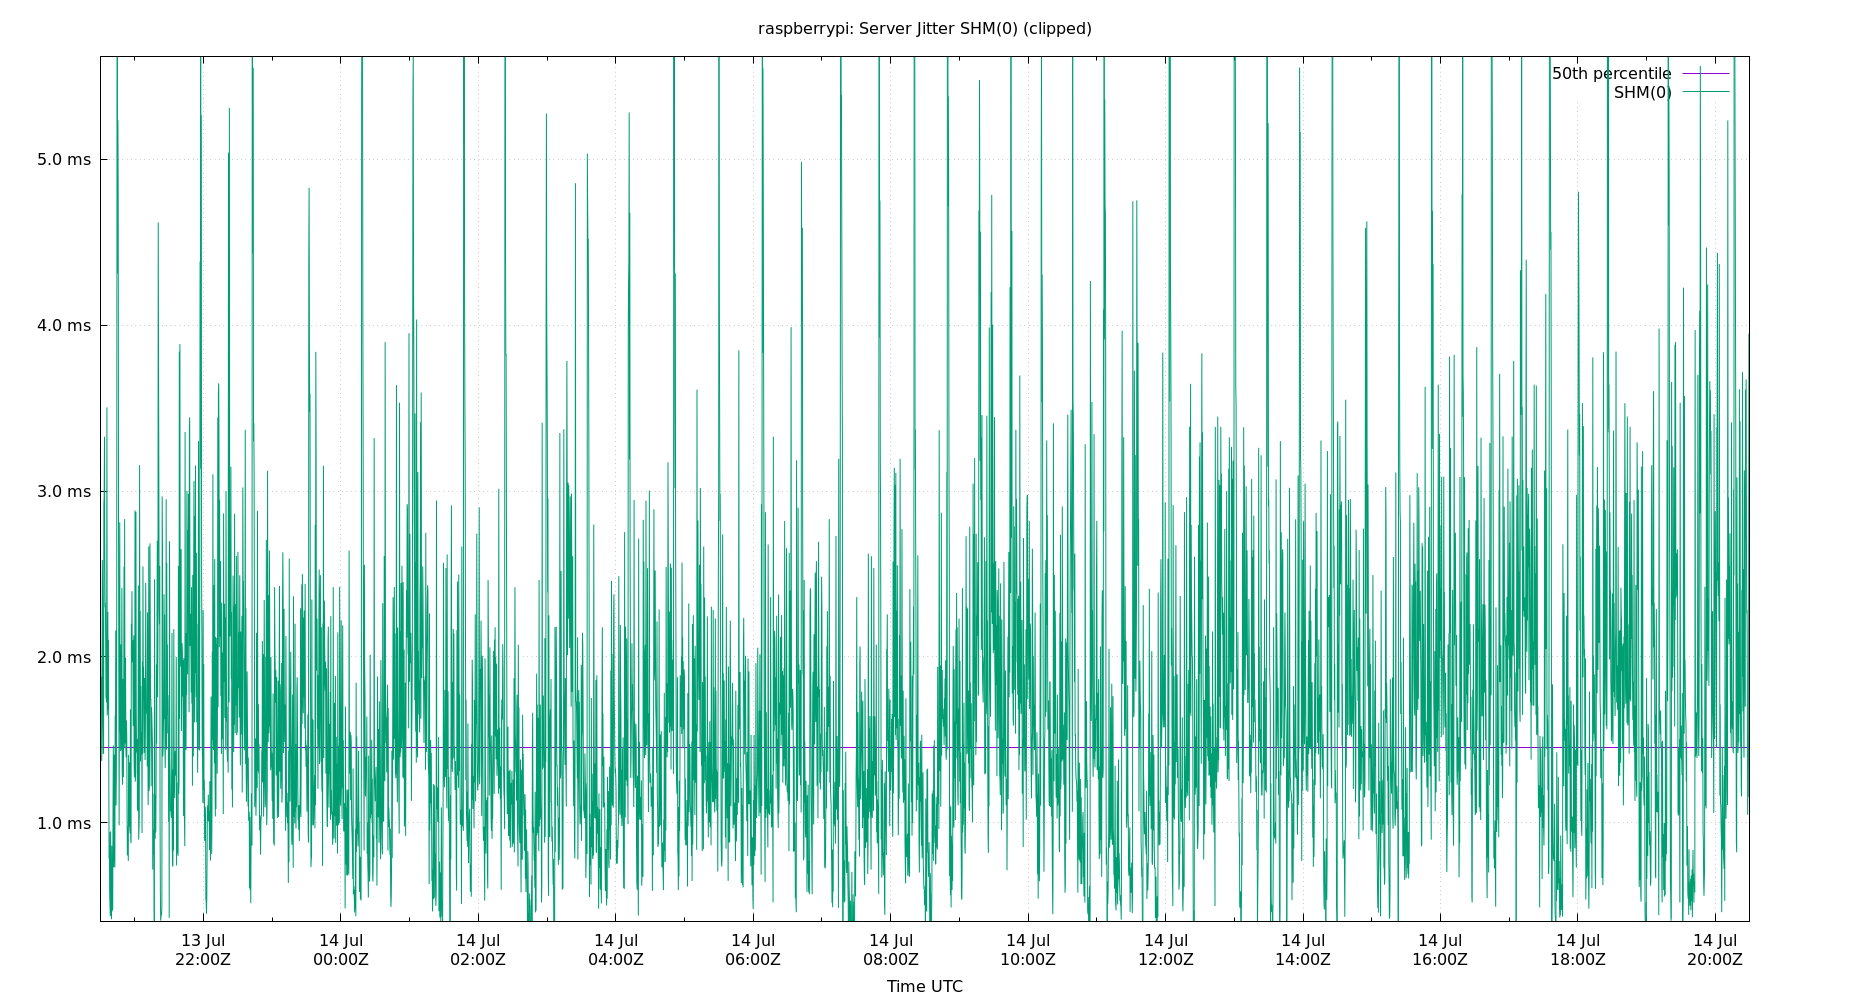 raspberrypi: Server Jitter SHM(0) (clipped)
50th percentile
SHM(0)
5.0 ms
4.0 ms
3.0 ms
2.0 ms
1.0 ms
13 Jul 14 Jul 14 Jul 14 Jul 14 Jul 14 Jul 14 Jul 14 Jul 14 Jul 14 Jul 14 Jul 14 Jul
22:00Z 00:00Z 02:00Z 04:00Z 06:00Z 08:00Z 10:00Z 12:00Z 14:00Z 16:00Z 18:00Z 20:00Z
Time UTC